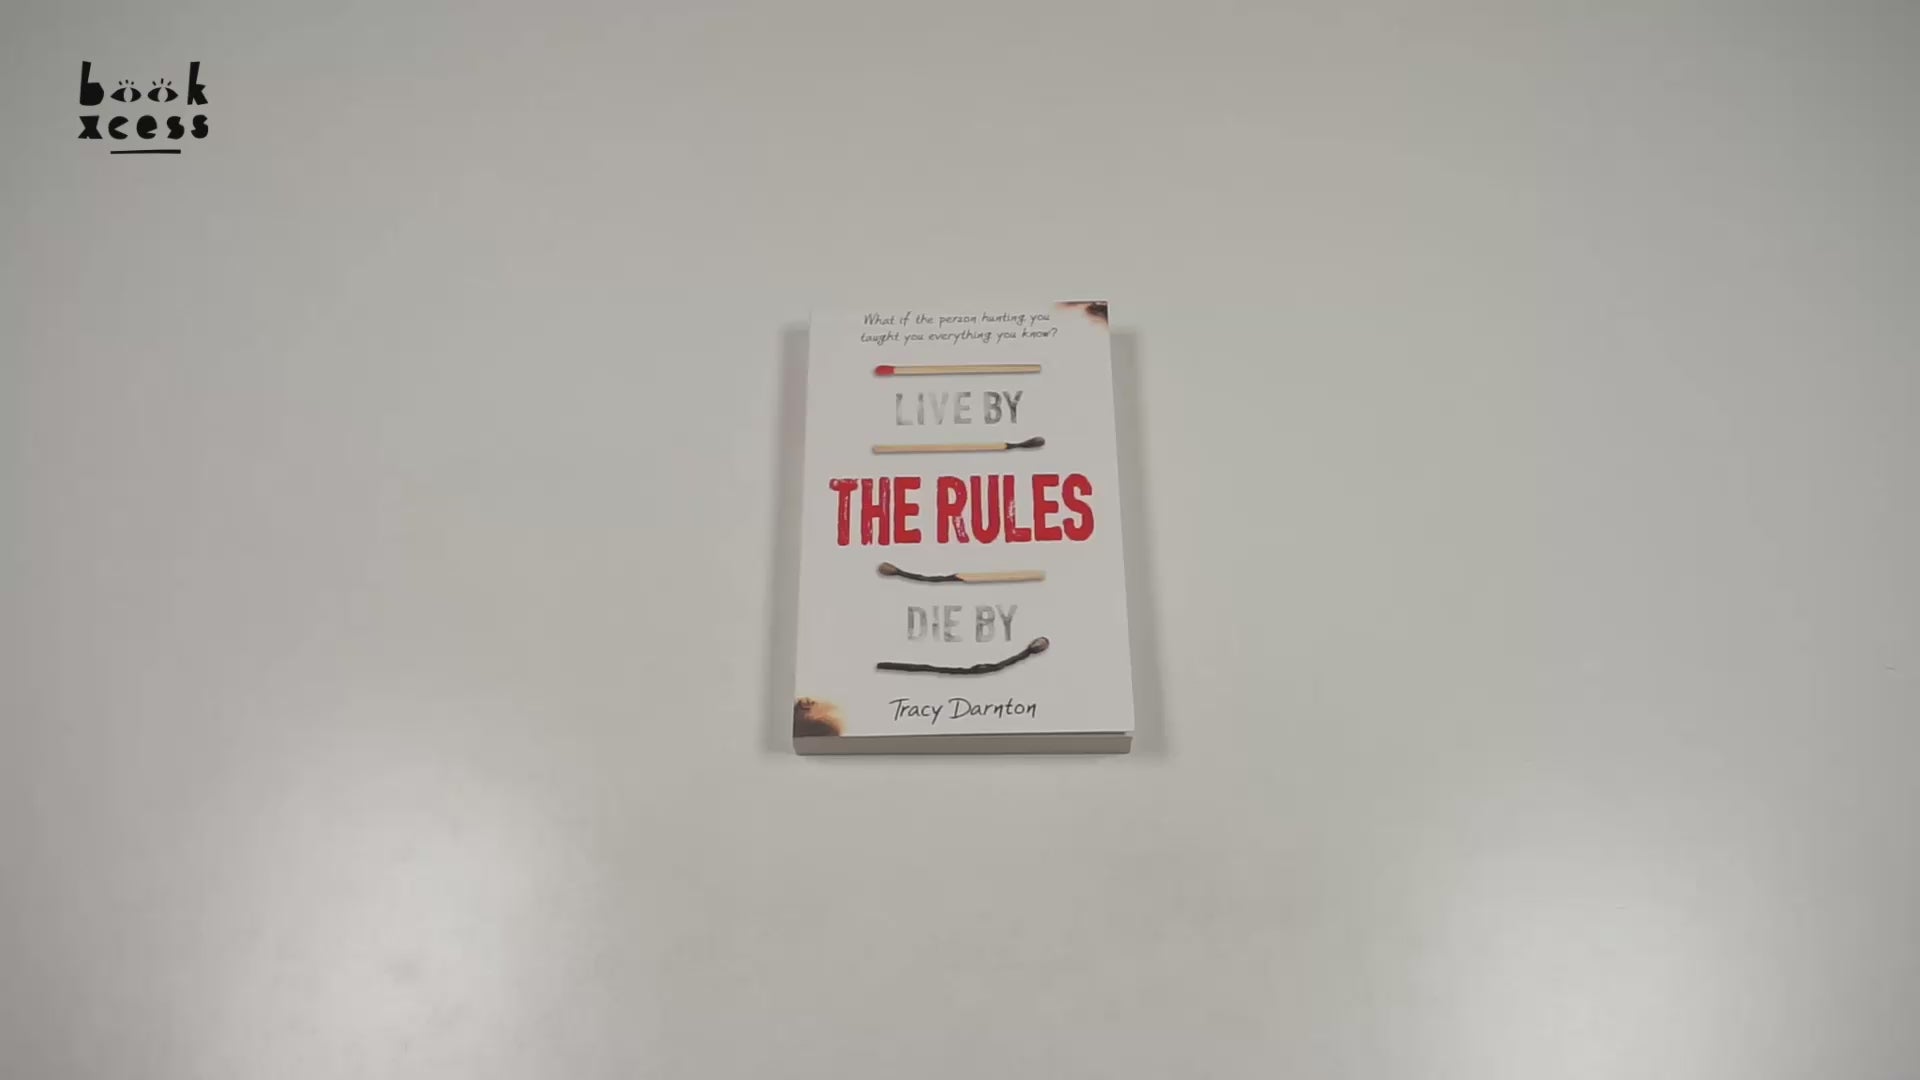 book
xcess
What if the person hunting you
taught you everything you know?
LIVE BY
THE RULES
DIE BY
Tracy Darnton